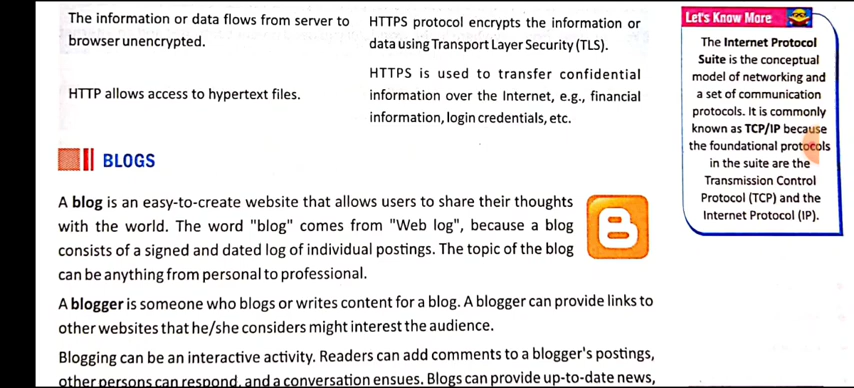 The information or data flows from server to
browser unencrypted.
HTTPS protocol encrypts the information or
data using Transport Layer Security (TLS).
HTTP allows access to hypertext files.
HTTPS is used to transfer confidential
information over the Internet, e.g., financial
information, login credentials, etc.
BLOGS
A blog is an easy-to-create website that allows users to share their thoughts
with the world. The word "blog" comes from "Web log", because a blog
consists of a signed and dated log of individual postings. The topic of the blog
can be anything from personal to professional.
A blogger is someone who blogs or writes content for a blog. A blogger can provide links to
other websites that he/she considers might interest the audience.
Blogging can be an interactive activity. Readers can add comments to a blogger's postings,
other persons can respond, and a conversation ensues. Blogs can provide up-to-date news,
Let's Know More
The Internet Protocol
Suite is the conceptual
model of networking and
a set of communication
protocols. It is commonly
known as TCP/IP because
the foundational protocols
in the suite are the
Transmission Control
Protocol (TCP) and the
Internet Protocol (IP).